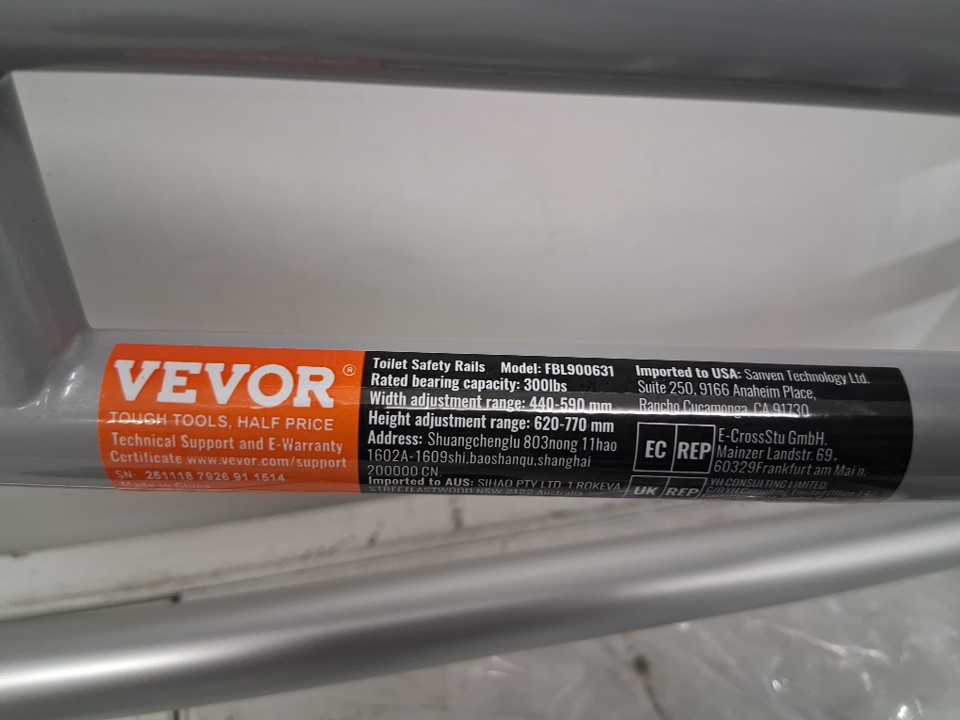 VEVOR®
TOUGH TOOLS, HALF PRICE
Technical Support and E-Warranty
Certificate www.vevor.com/support
SN: 251118 7926 91 1514
Made in China
Toilet Safety Rails Model: FBL900631
Rated bearing capacity: 300lbs
Width adjustment range: 440-590 mm
Height adjustment range: 620-770 mm
Address: Shuangchenglu 803nong 11hao
1602A-1609shi,baoshanqu,shanghai
200000 CN.
Imported to AUS: SIHAO PTY LTD. 1 ROKEVA
STREETEASTWOOD NSW 2122 Australia
Imported to USA: Sanven Technology Ltd.
Suite 250, 9166 Anaheim Place,
Rancho Cucamonga, CA 91730
EC REP
E-CrossStu GmbH.
Mainzer Landstr. 69,
60329Frankfurt am Main.
UK REP
YH CONSULTING LIMITED.
C/O YH Consulting Limited Office